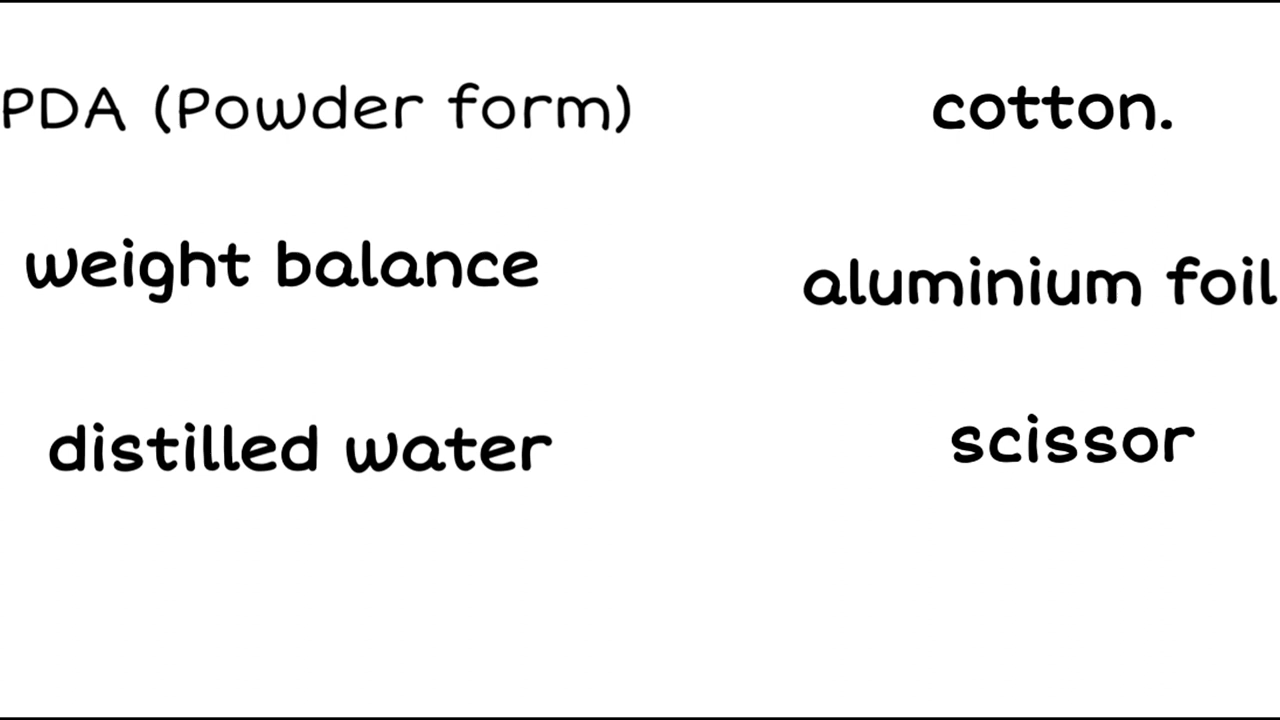 PDA (Powder form)
weight balance
distilled water
cotton.
aluminium foil
scissor